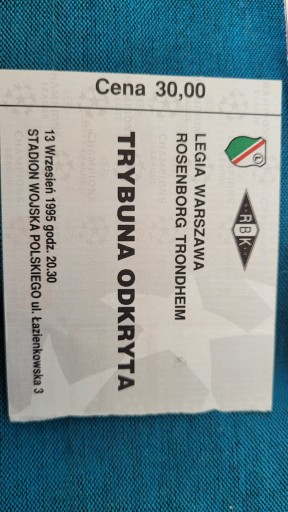 Cena 30,00
LEGIA WARSZAWA
ROSENBORG TRONDHEIM
TRYBUNA ODKRYTA
13 Wrzesień 1995 godz. 20.30
STADION WOJSKA POLSKIEGO ul. Łazienkowska 3
RBK
L